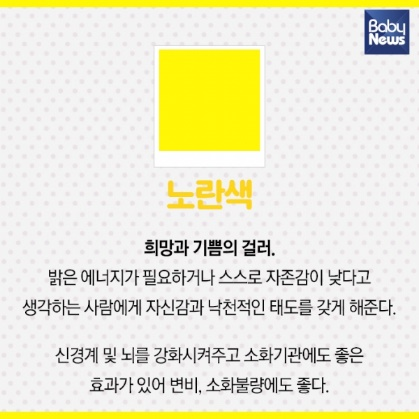 Baby
News
노란색
희망과 기쁨의 컬러.
밝은 에너지가 필요하거나 스스로 자존감이 낮다고
생각하는 사람에게 자신감과 낙천적인 태도를 갖게 해준다.
신경계 및 뇌를 강화시켜주고 소화기관에도 좋은
효과가 있어 변비, 소화불량에도 좋다.